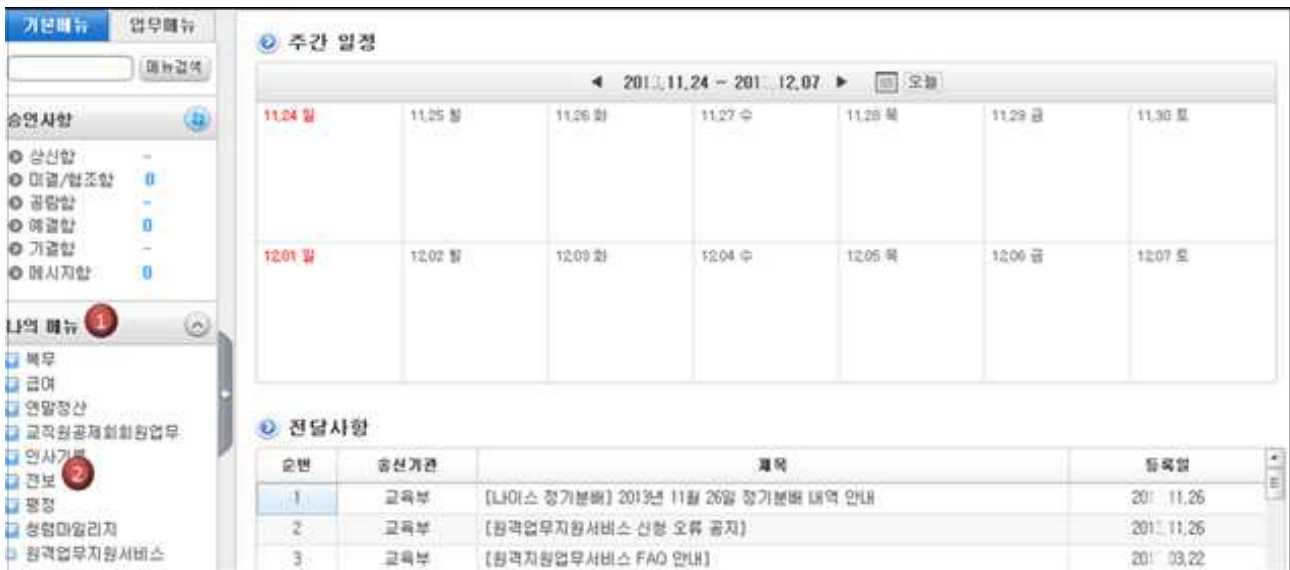 기본메뉴 업무메뉴
메뉴검색
승인사항
상신함 -
미결/협조함 0
공람함 -
예결함 0
기결함 -
메시지함 0
나의 메뉴 1
복무
급여
연말정산
교직원공제회회원업무
인사기록
전보 2
평정
청렴마일리지
원격업무지원서비스
주간 일정
11.24 ~ 12.07 오늘
11.24 일 11.25 월 11.26 화 11.27 수 11.28 목 11.29 금 11.30 토
12.01 일 12.02 월 12.03 화 12.04 수 12.05 목 12.06 금 12.07 토
전달사항
순번 송신기관 제목 등록일
1 교육부 [나이스 정기분배] 2013년 11월 26일 정기분배 내역 안내 11.26
2 교육부 [원격업무지원서비스 신청 오류 공지] 11.26
3 교육부 [원격지원업무서비스 FAQ 안내] 03.22